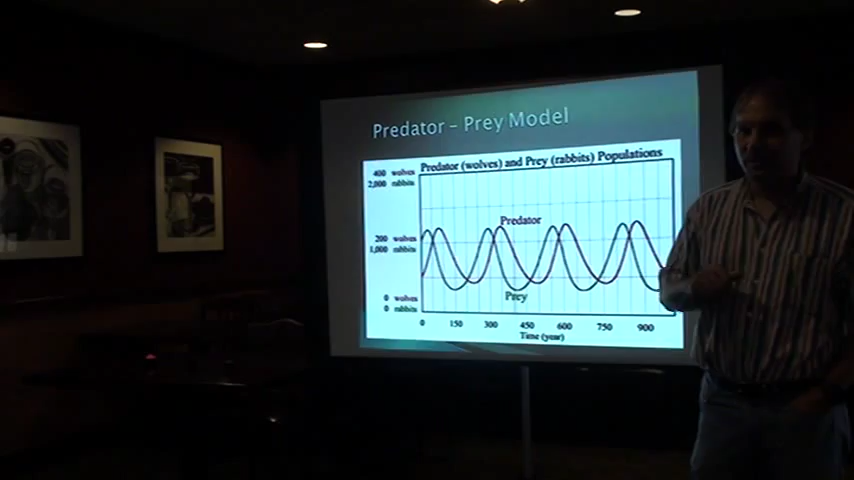 Predator - Prey Model
Predator (wolves) and Prey (rabbits) Populations
400 wolves
2,000 rabbits
Predator
200 wolves
1,000 rabbits
Prey
0 wolves
0 rabbits
0 150 300 450 600 750 900
Time (year)